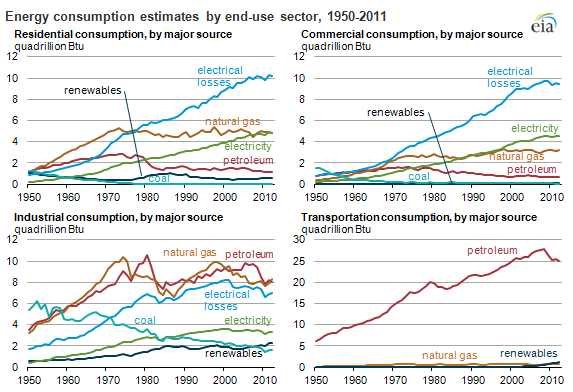 Energy consumption estimates by end-use sector, 1950-2011
eia
Residential consumption, by major source
quadrillion Btu
12
10
8
6
4
2
0
electrical
losses
renewables
natural gas
electricity
petroleum
coal
1950 1960 1970 1980 1990 2000 2010
Commercial consumption, by major source
quadrillion Btu
12
10
8
6
4
2
0
electrical
losses
renewables
electricity
natural gas
petroleum
1950 1960 1970 1980 1990 2000 2010
Industrial consumption, by major source
quadrillion Btu
12
10
8
6
4
2
0
natural gas
petroleum
electrical
losses
coal
electricity
renewables
1950 1960 1970 1980 1990 2000 2010
Transportation consumption, by major source
quadrillion Btu
30
25
20
15
10
5
0
petroleum
natural gas
renewables
1950 1960 1970 1980 1990 2000 2010